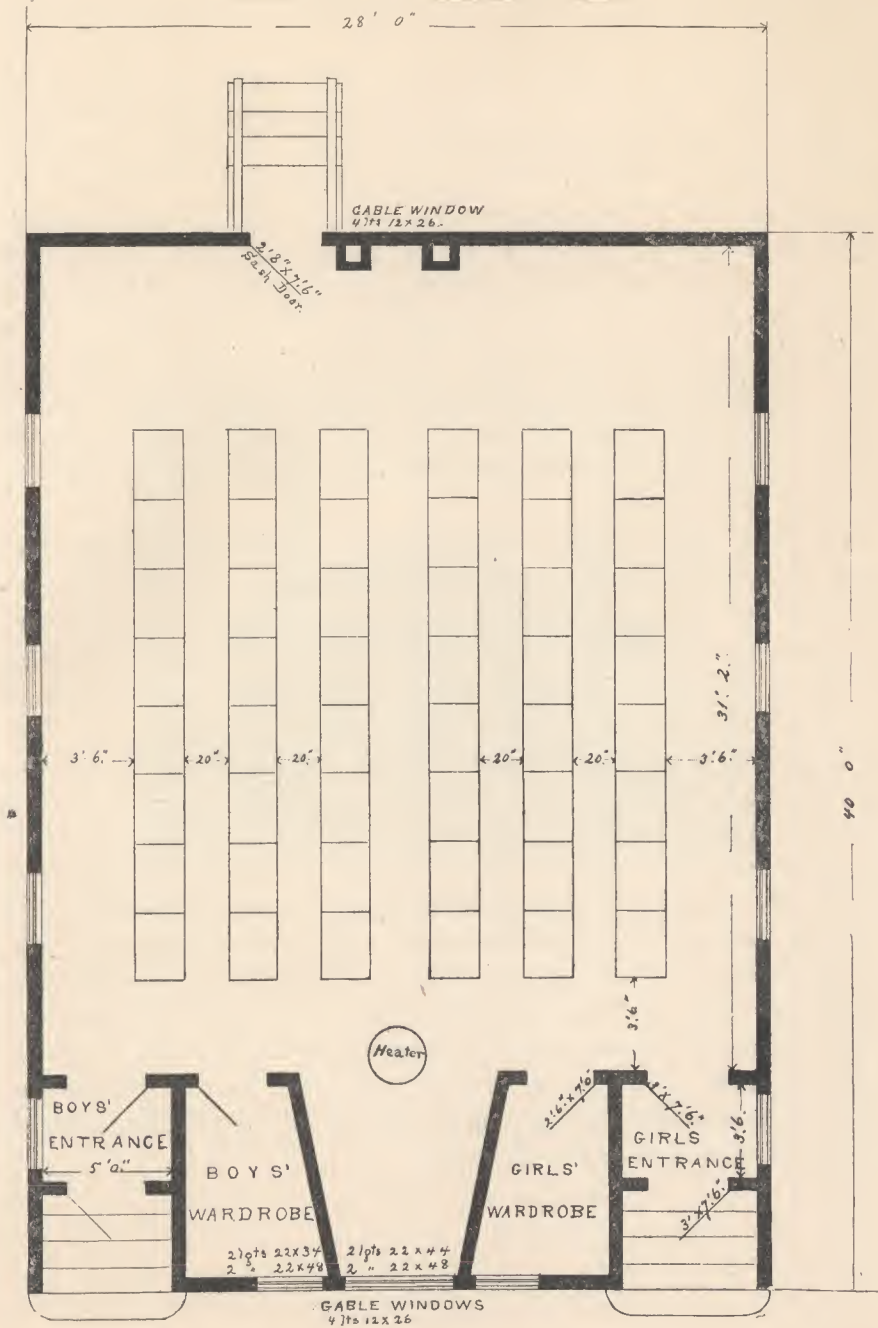 28' 0"
GABLE WINDOW
4 lts 12 x 26.
2'8" x 7'.6"
Sash Door.
31'. 2."
40' 0"
3'. 6."
20"
20"
20"
20"
3'. 6."
3'.6"
Heater
BOYS'
ENTRANCE
5' 0."
BOYS'
WARDROBE
2'.6" x 7'.0"
GIRLS'
WARDROBE
3' x 7'.6"
3'.6"
GIRLS
ENTRANCE
3' x 7'.6"
2 lgts 22 x 34
2 " 22 x 48
2 lgts 22 x 44
2 " 22 x 48
GABLE WINDOWS
4 lts 12 x 26